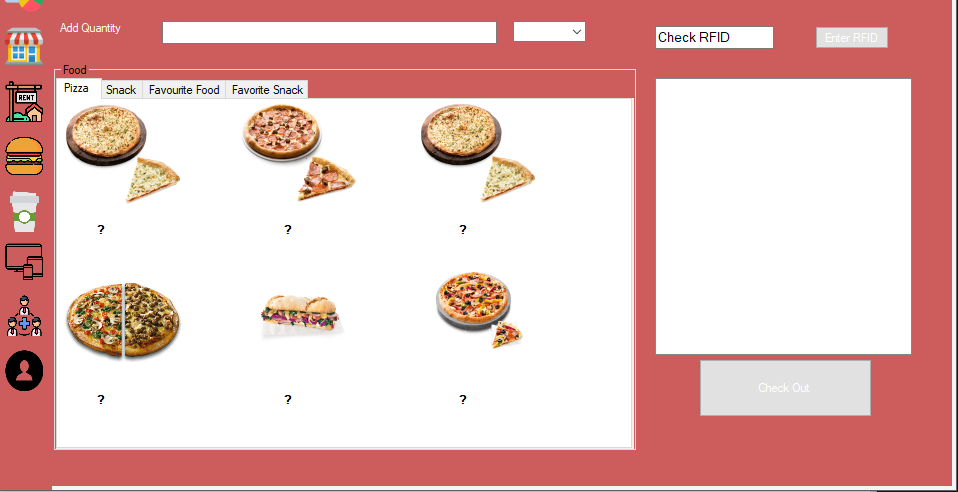 Add Quantity
Check RFID
Enter RFID
Food
Pizza
Snack
Favourite Food
Favorite Snack
RENT
?
?
?
?
?
?
Check Out